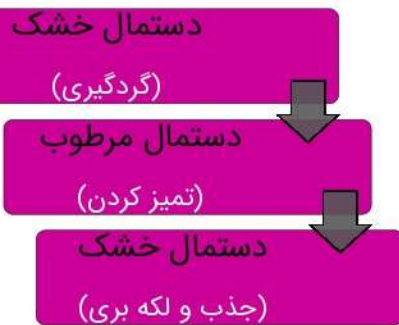 دستمال خشک
(گردگیری)
دستمال مرطوب
(تمیز کردن)
دستمال خشک
(جذب و لکه بری)